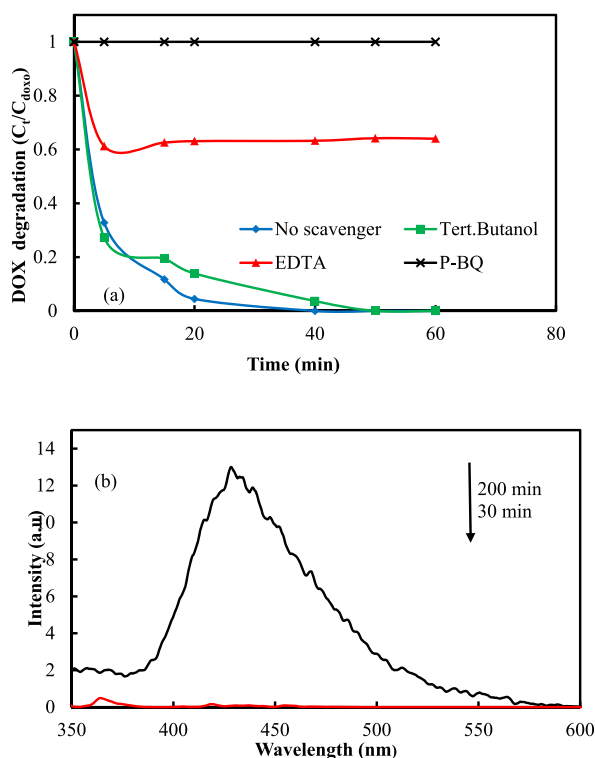 1
0.8
0.6
0.4
0.2
0
DOX degradation (Ct/Cdoxo)
No scavenger
Tert.Butanol
EDTA
P-BQ
(a)
0 20 40 60 80
Time (min)
14
12
10
8
6
4
2
0
Intensity (a.u)
(b)
200 min
30 min
350 400 450 500 550 600
Wavelength (nm)